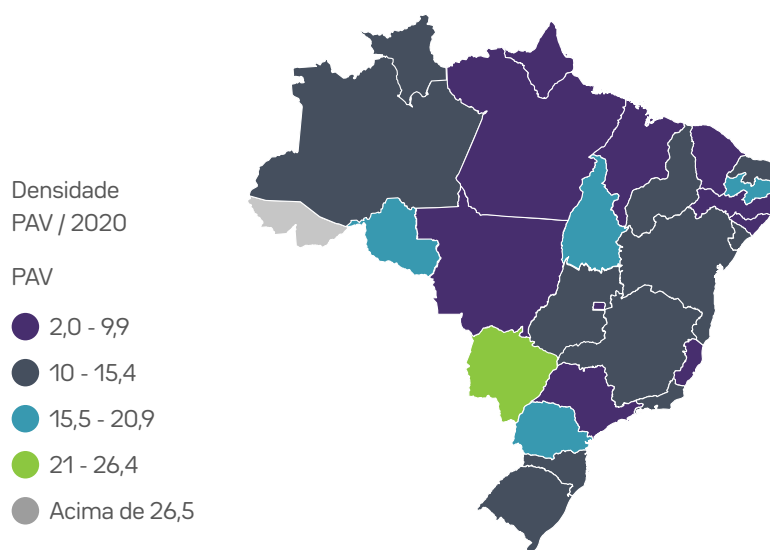 Densidade
PAV / 2020
PAV
2,0 - 9,9
10 - 15,4
15,5 - 20,9
21 - 26,4
Acima de 26,5